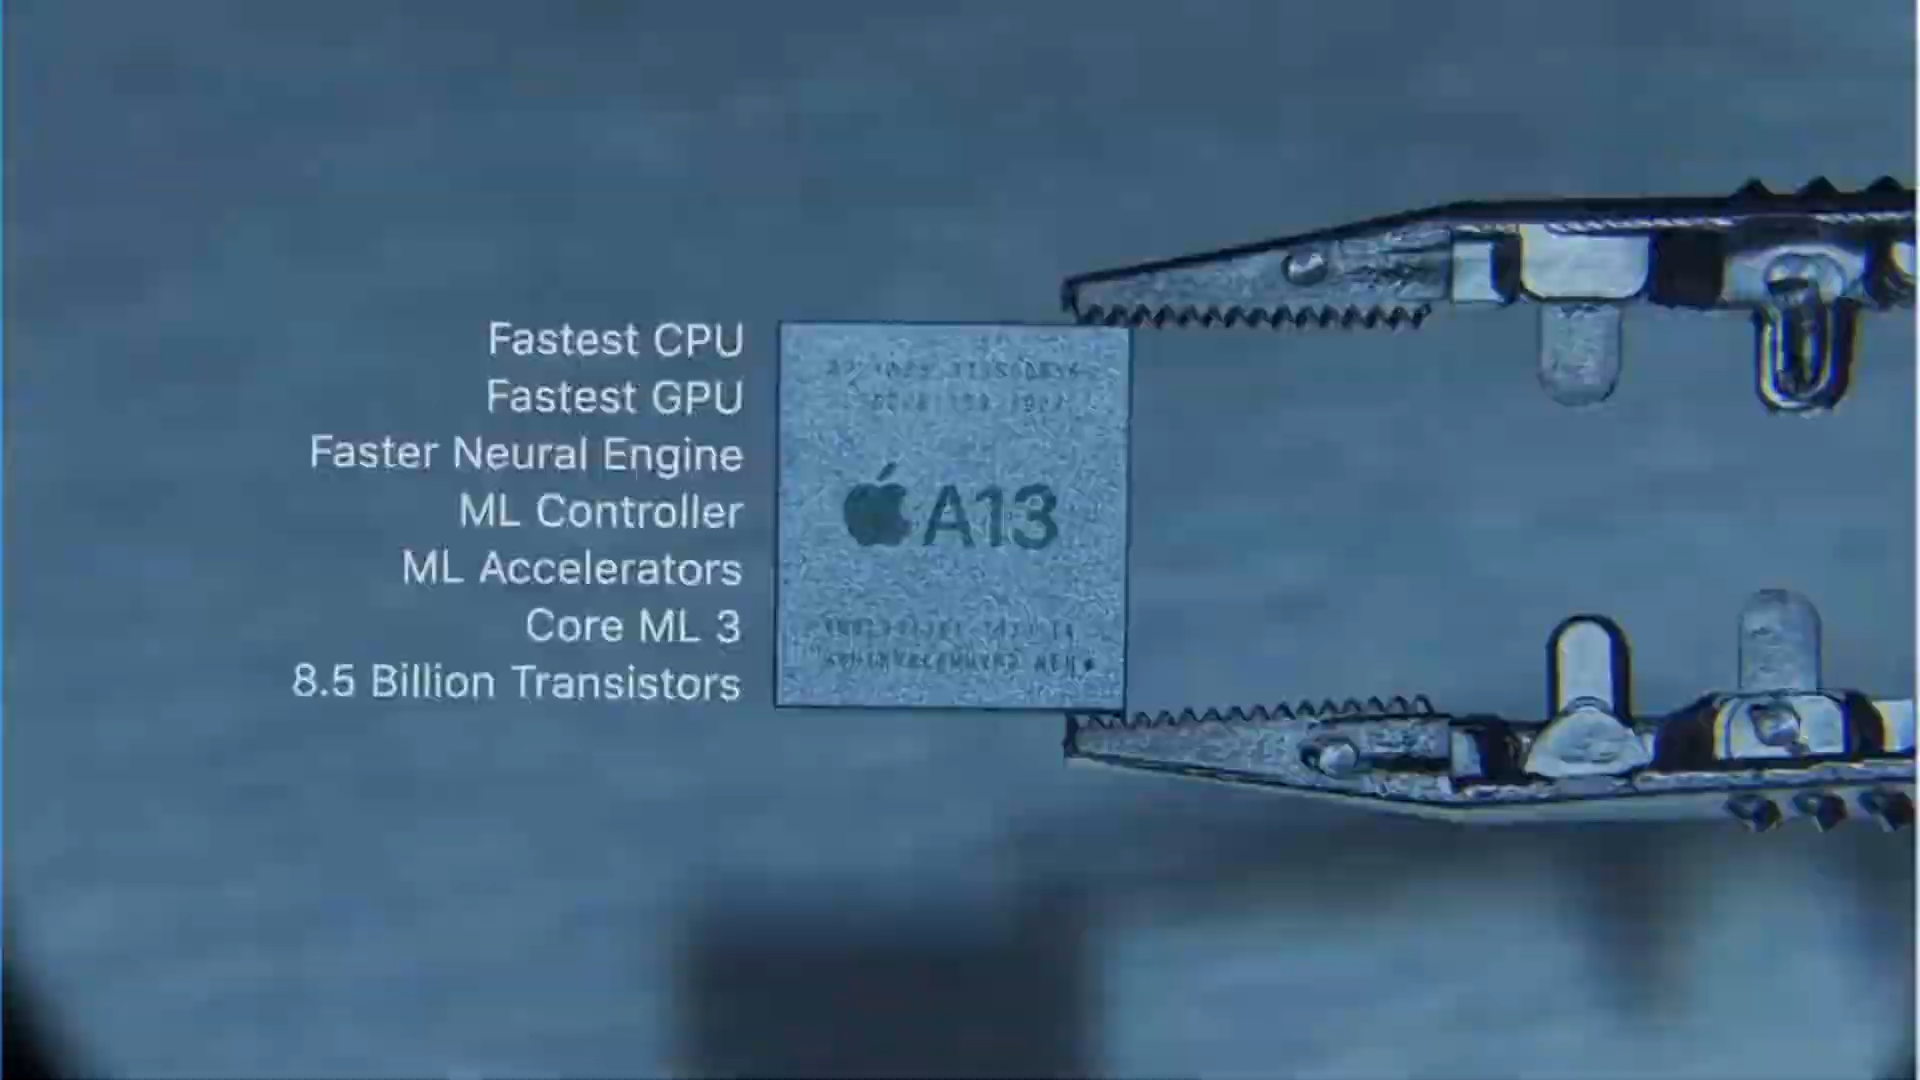 Fastest CPU
Fastest GPU
Faster Neural Engine
ML Controller
ML Accelerators
Core ML 3
8.5 Billion Transistors
A13